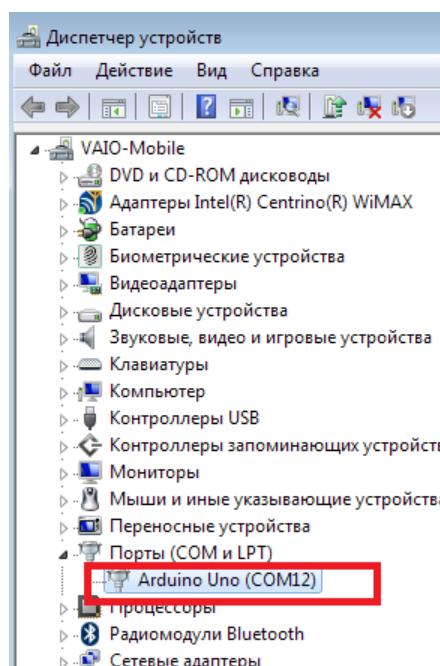 Диспетчер устройств
Файл Действие Вид Справка
VAIO-Mobile
DVD и CD-ROM дисководы
Адаптеры Intel(R) Centrino(R) WiMAX
Батареи
Биометрические устройства
Видеоадаптеры
Дисковые устройства
Звуковые, видео и игровые устройства
Клавиатуры
Компьютер
Контроллеры USB
Контроллеры запоминающих устройств
Мониторы
Мыши и иные указывающие устройства
Переносные устройства
Порты (COM и LPT)
Arduino Uno (COM12)
Процессоры
Радиомодули Bluetooth
Сетевые адаптеры